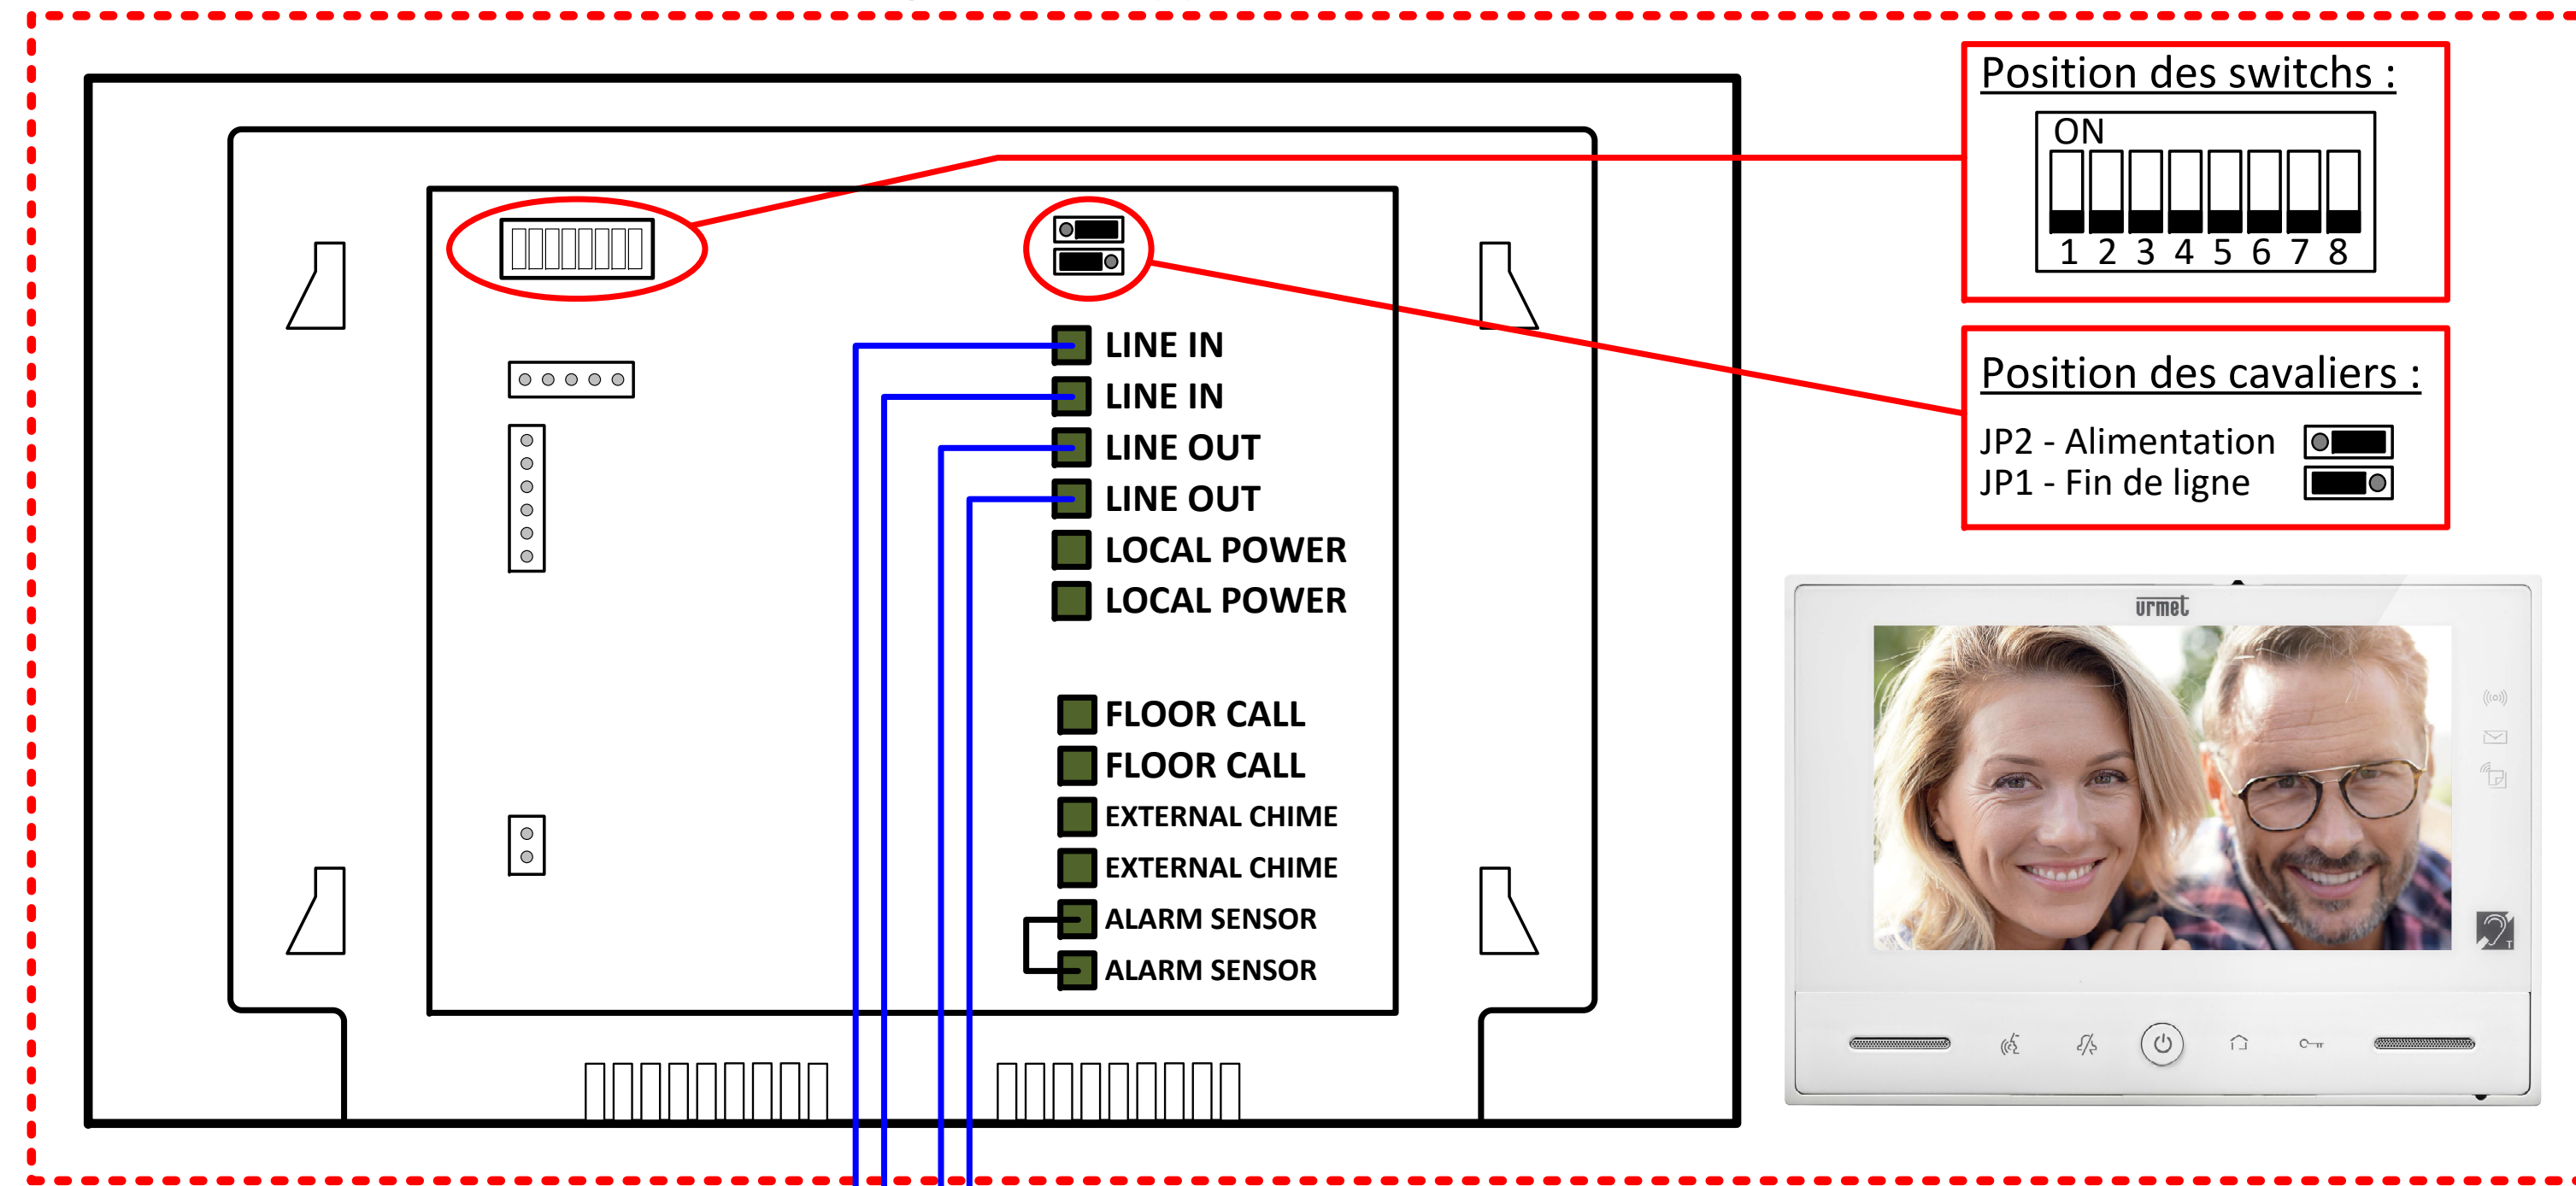 Position des switchs :
ON
1 2 3 4 5 6 7 8
Position des cavaliers :
JP2 - Alimentation
JP1 - Fin de ligne
LINE IN
LINE IN
LINE OUT
LINE OUT
LOCAL POWER
LOCAL POWER
FLOOR CALL
FLOOR CALL
EXTERNAL CHIME
EXTERNAL CHIME
ALARM SENSOR
ALARM SENSOR
urmet
T